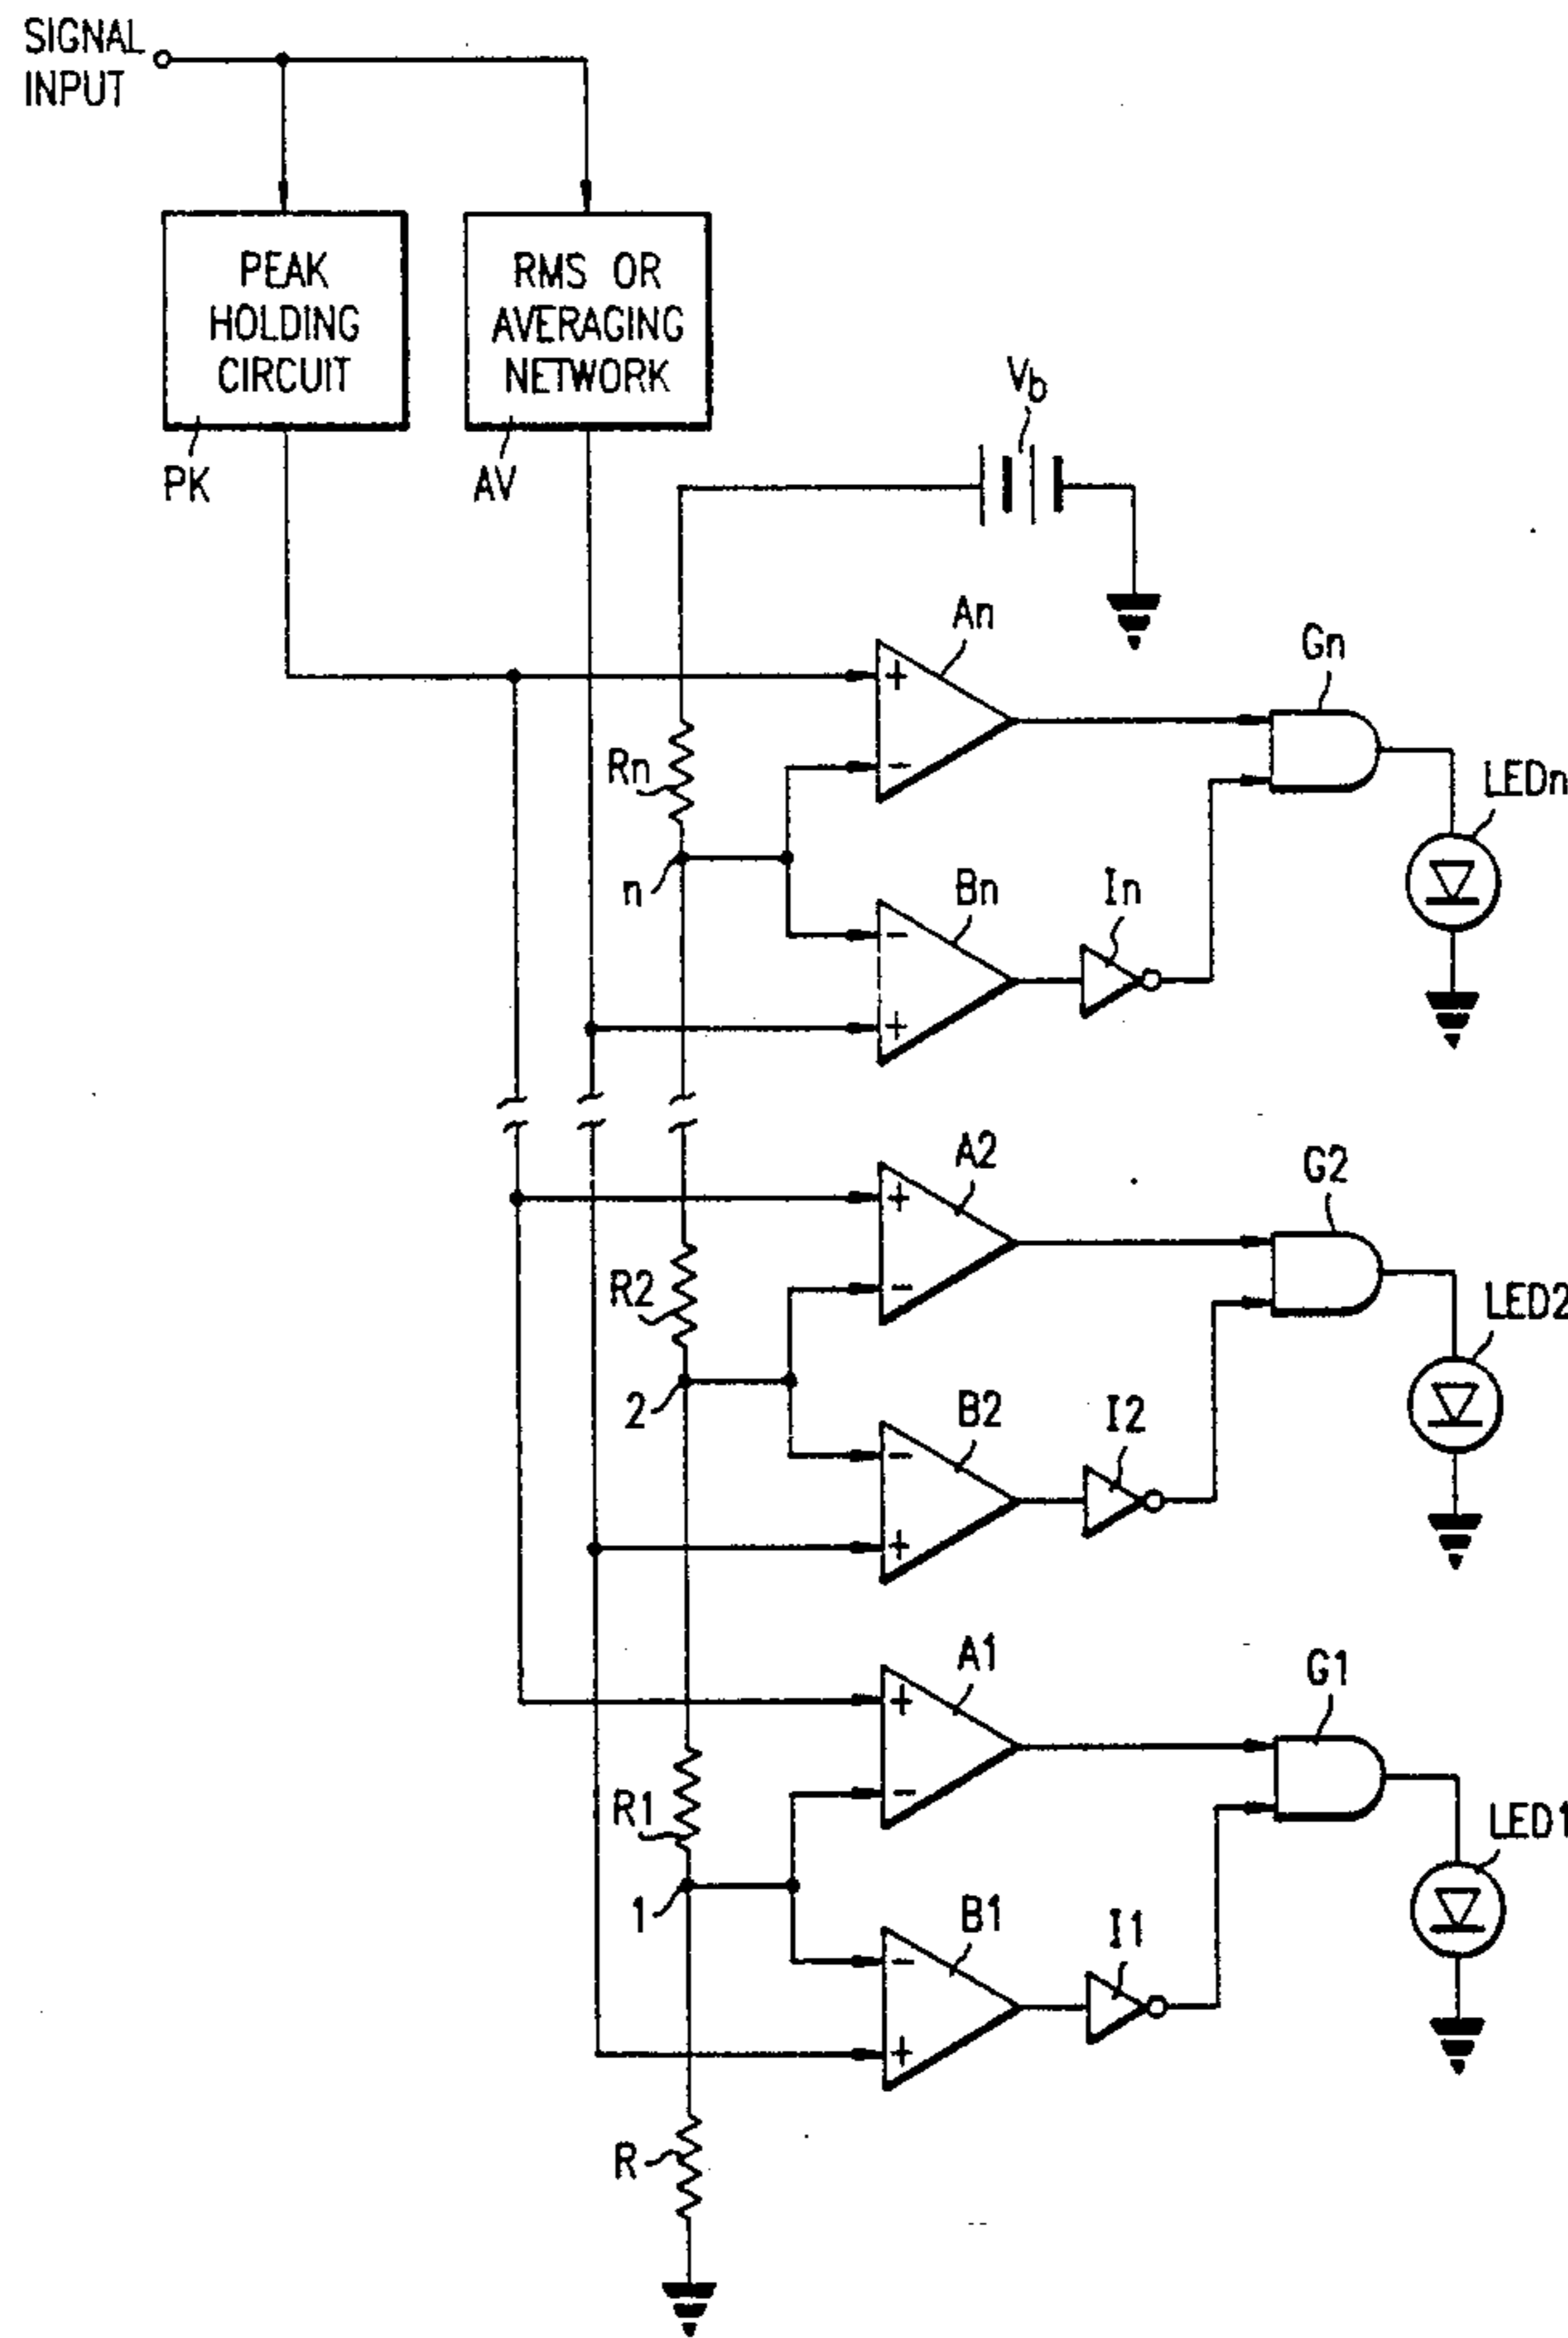 SIGNAL
INPUT
PEAK
HOLDING
CIRCUIT
RMS OR
AVERAGING
NETWORK
PK
AV
Vb
An
+
−
Gn
Rn
LEDn
n
Bn
In
−
+
A2
+
−
G2
R2
LED2
2
B2
I2
−
+
A1
+
−
G1
R1
LED1
1
B1
I1
−
+
R